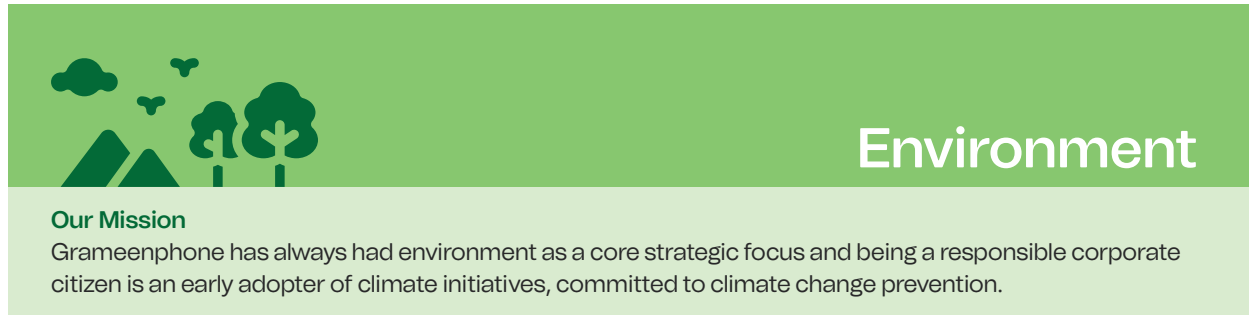 Environment
Our Mission
Grameenphone has always had environment as a core strategic focus and being a responsible corporate
citizen is an early adopter of climate initiatives, committed to climate change prevention.